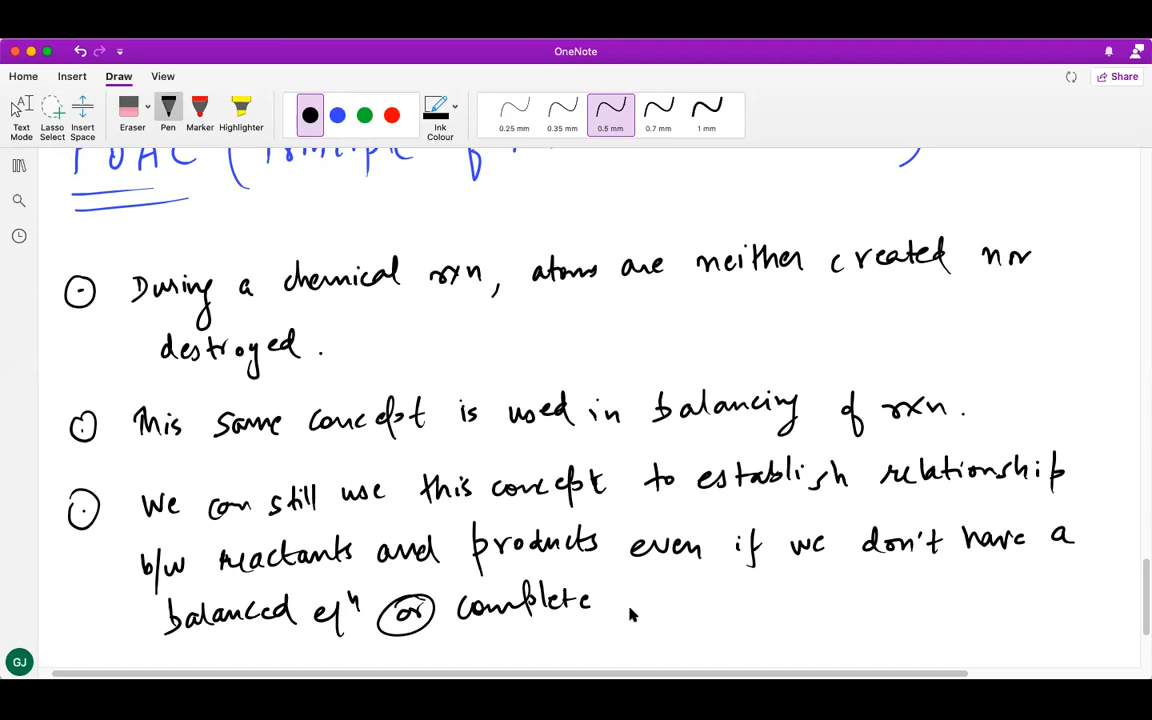 OneNote
Home Insert Draw View
Share
Text Mode
Lasso Select
Insert Space
Eraser
Pen
Marker
Highlighter
Ink Colour
0.25 mm
0.35 mm
0.5 mm
0.7 mm
1 mm
POAC (Principle of
During a chemical rxn, atoms are neither created nor
destroyed.
This same concept is used in balancing of rxn.
We can still use this concept to establish relationship
b/w reactants and products even if we don't have a
balanced eqn or complete
GJ